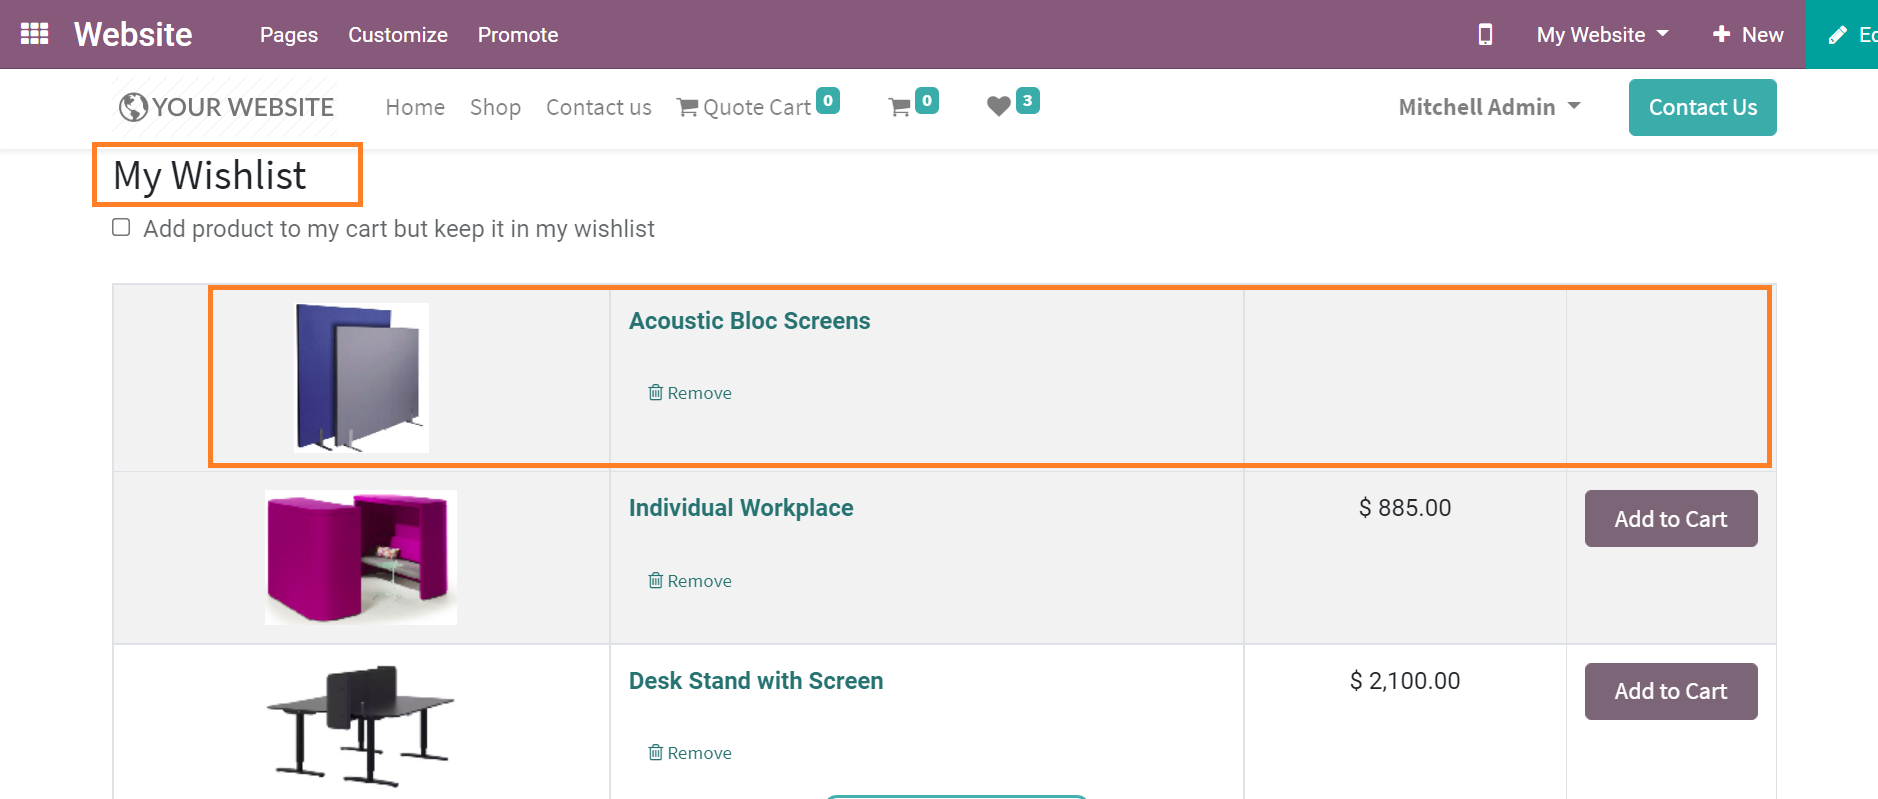 Website Pages Customize Promote My Website New
YOUR WEBSITE Home Shop Contact us Quote Cart 0 0 3 Mitchell Admin Contact Us
My Wishlist
Add product to my cart but keep it in my wishlist
Acoustic Bloc Screens
Remove
Individual Workplace $ 885.00 Add to Cart
Remove
Desk Stand with Screen $ 2,100.00 Add to Cart
Remove